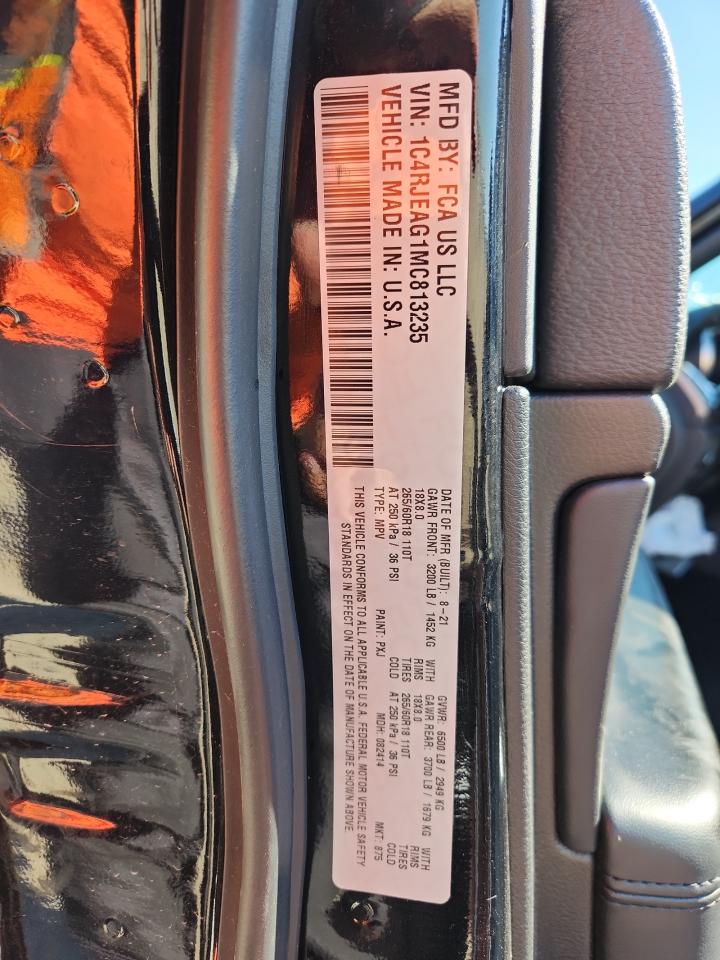 MFD BY: FCA US LLC
VIN: 1C4RJEAG1MC813235
VEHICLE MADE IN: U.S.A.
DATE OF MFR (BUILT): 8-21 GVWR: 6500 LB / 2949 KG
GAWR FRONT: 3200 LB / 1452 KG WITH GAWR REAR: 3700 LB / 1679 KG WITH
18X8.0 RIMS 18X8.0 RIMS
265/60R18 110T TIRES 265/60R18 110T TIRES
AT 250 kPa / 36 PSI COLD AT 250 kPa / 36 PSI COLD
TYPE: MPV PAINT: PXJ MDH: 082414 MKT: 875
THIS VEHICLE CONFORMS TO ALL APPLICABLE U.S.A. FEDERAL MOTOR VEHICLE SAFETY
STANDARDS IN EFFECT ON THE DATE OF MANUFACTURE SHOWN ABOVE.